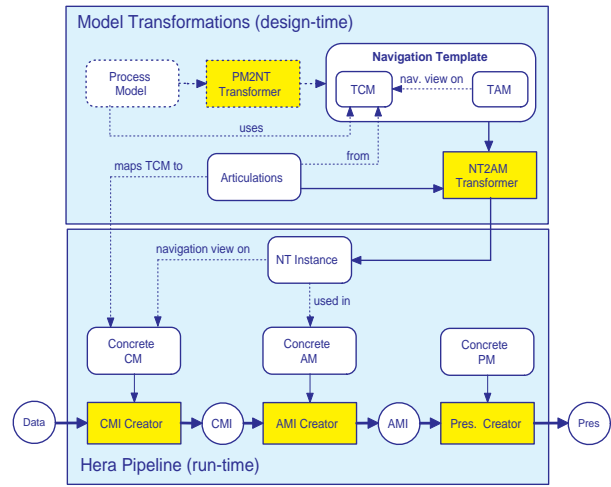 Model Transformations (design-time)
Navigation Template
Process
Model
PM2NT
Transformer
TCM
nav. view on
TAM
uses
maps TCM to
from
Articulations
NT2AM
Transformer
navigation view on
NT Instance
used in
Concrete
CM
Concrete
AM
Concrete
PM
Data
CMI Creator
CMI
AMI Creator
AMI
Pres. Creator
Pres
Hera Pipeline (run-time)